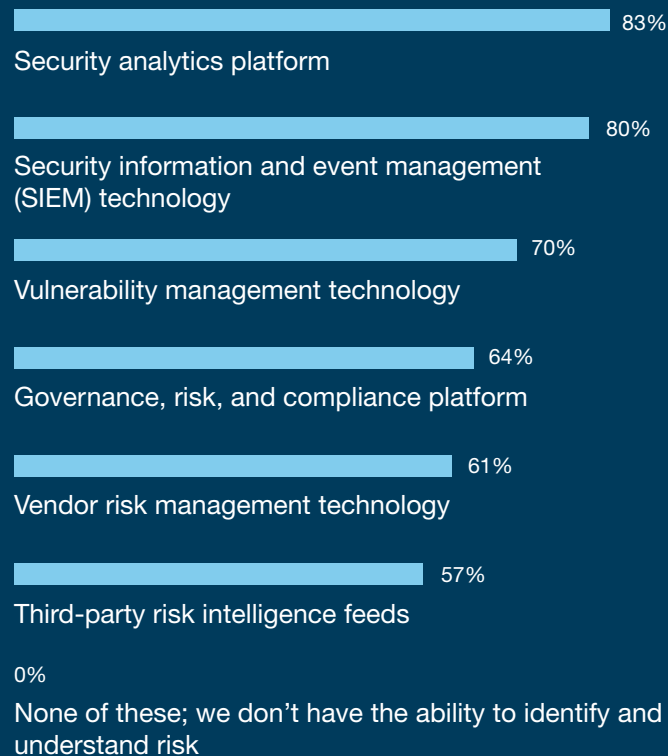 83%
Security analytics platform
80%
Security information and event management
(SIEM) technology
70%
Vulnerability management technology
64%
Governance, risk, and compliance platform
61%
Vendor risk management technology
57%
Third-party risk intelligence feeds
0%
None of these; we don’t have the ability to identify and
understand risk